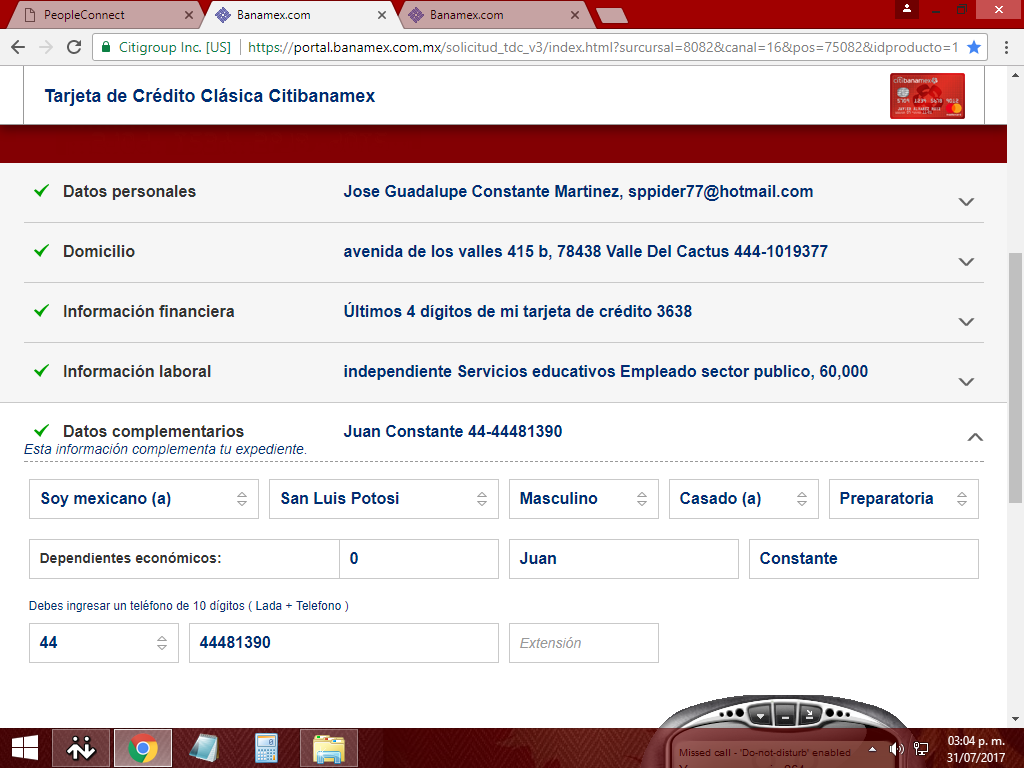 PeopleConnect
Banamex.com
Banamex.com
Citigroup Inc. [US]
https://portal.banamex.com.mx/solicitud_tdc_v3/index.html?surcursal=8082&canal=16&pos=75082&idproducto=1
Tarjeta de Crédito Clásica Citibanamex
citibanamex
Datos personales
Jose Guadalupe Constante Martinez, sppider77@hotmail.com
Domicilio
avenida de los valles 415 b, 78438 Valle Del Cactus 444-1019377
Información financiera
Últimos 4 dígitos de mi tarjeta de crédito 3638
Información laboral
independiente Servicios educativos Empleado sector publico, 60,000
Datos complementarios
Juan Constante 44-44481390
Esta información complementa tu expediente.
Soy mexicano (a)
San Luis Potosi
Masculino
Casado (a)
Preparatoria
Dependientes económicos:
0
Juan
Constante
Debes ingresar un teléfono de 10 dígitos ( Lada + Telefono )
44
44481390
Extensión
Missed call - 'Do-not-disturb' enabled
03:04 p. m.
31/07/2017